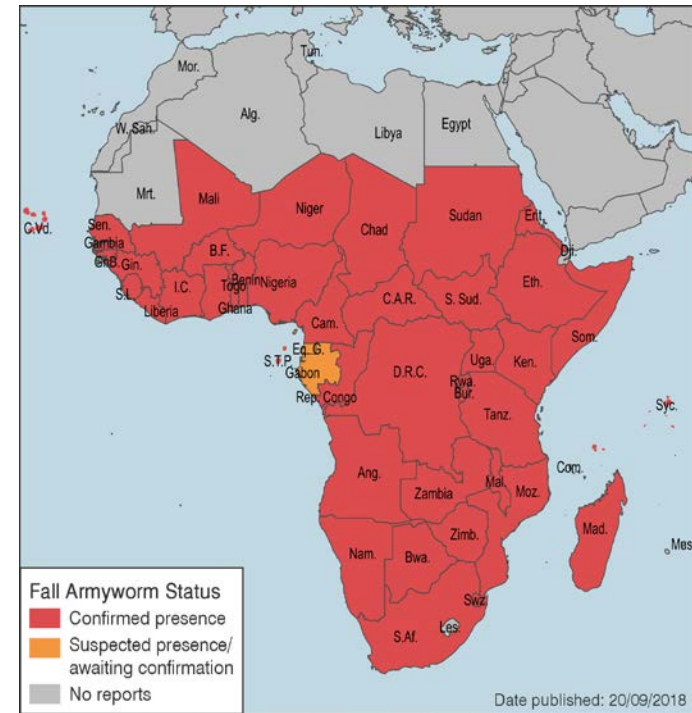 Tun.
Mor.
Alg.
Libya
Egypt
W. Sah.
Mrt.
Mali
Niger
Chad
Sudan
Erit.
C.Vd.
Sen.
Gambia
GnB.
Gin.
B.F.
Benin
Nigeria
Togo
Ghana
I.C.
S.L.
Liberia
Dji.
Eth.
C.A.R.
S. Sud.
Som.
Cam.
Eq. G.
S.T.P.
Gabon
Rep. Congo
D.R.C.
Uga.
Ken.
Rwa.
Bur.
Tanz.
Syc.
Com.
Ang.
Zambia
Mal.
Moz.
Mad.
Nam.
Bwa.
Zimb.
Swz.
Les.
S.Af.
Fall Armyworm Status
Confirmed presence
Suspected presence/
awaiting confirmation
No reports
Date published: 20/09/2018